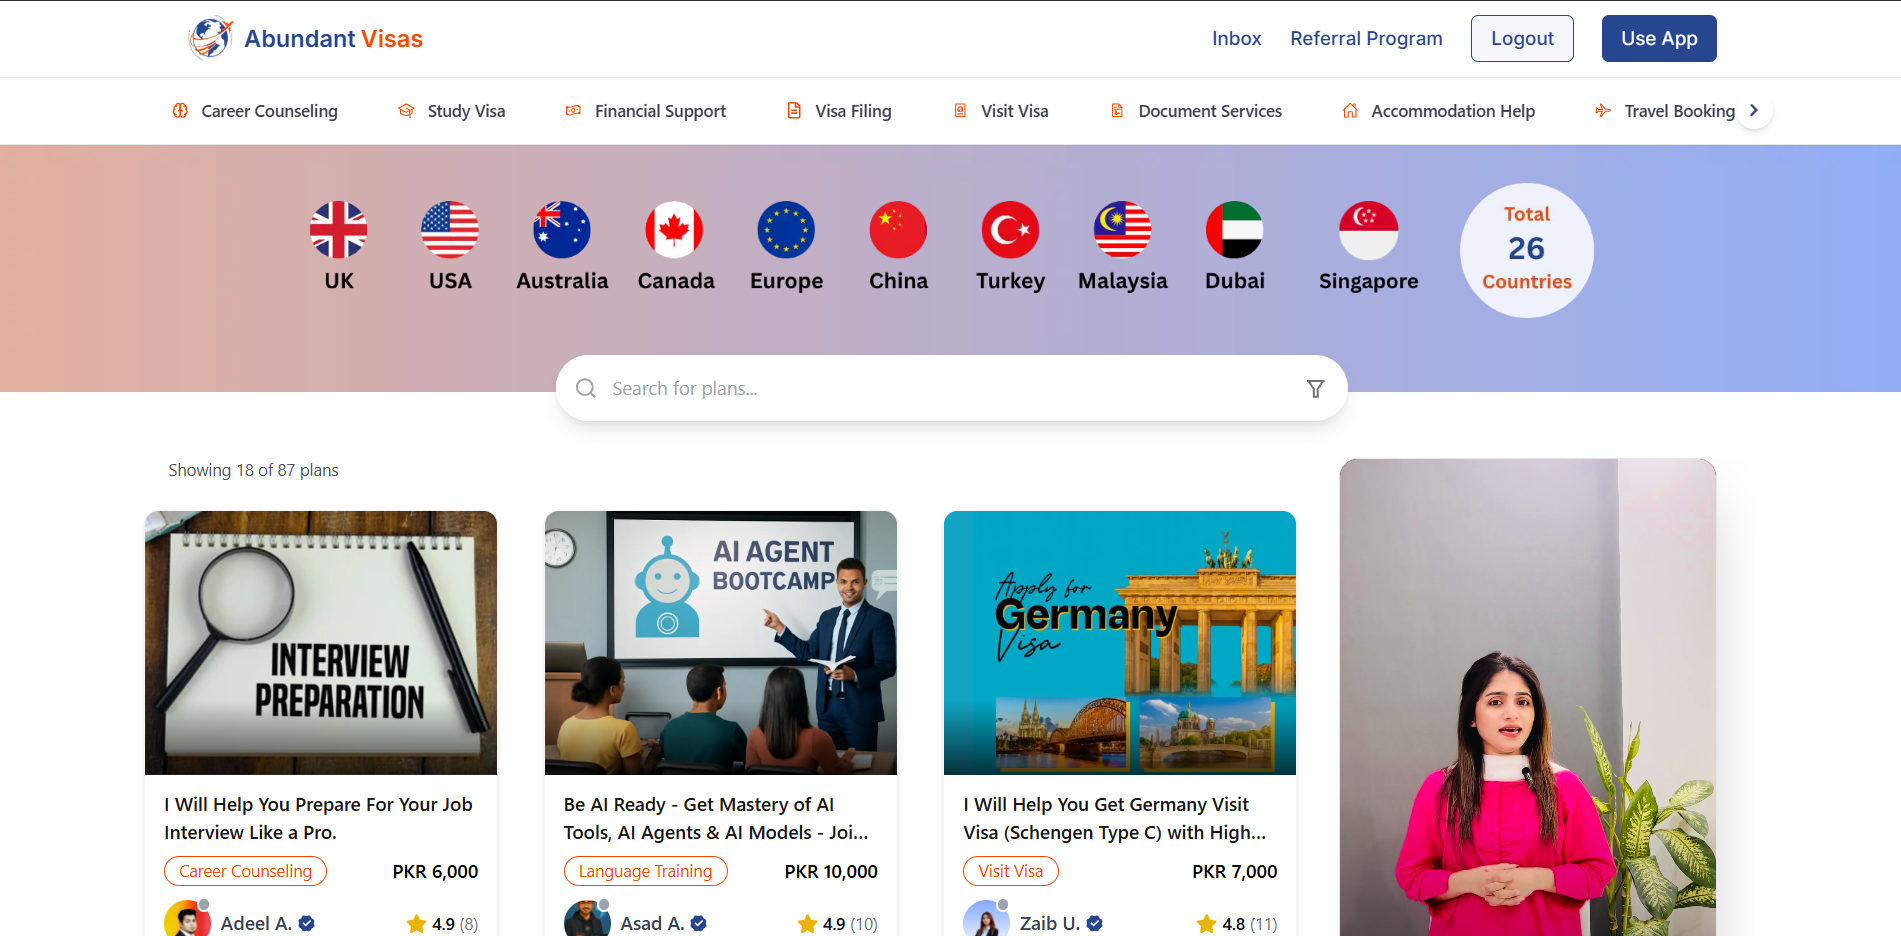 Abundant Visas
Inbox
Referral Program
Logout
Use App
Career Counseling
Study Visa
Financial Support
Visa Filing
Visit Visa
Document Services
Accommodation Help
Travel Booking
UK
USA
Australia
Canada
Europe
China
Turkey
Malaysia
Dubai
Singapore
Total
26
Countries
Search for plans...
Showing 18 of 87 plans
INTERVIEW
PREPARATION
I Will Help You Prepare For Your Job
Interview Like a Pro.
Career Counseling
PKR 6,000
Adeel A.
4.9 (8)
AI AGENT
BOOTCAMP
Be AI Ready - Get Mastery of AI
Tools, AI Agents & AI Models - Joi...
Language Training
PKR 10,000
Asad A.
4.9 (10)
Apply for
Germany
Visa
I Will Help You Get Germany Visit
Visa (Schengen Type C) with High...
Visit Visa
PKR 7,000
Zaib U.
4.8 (11)